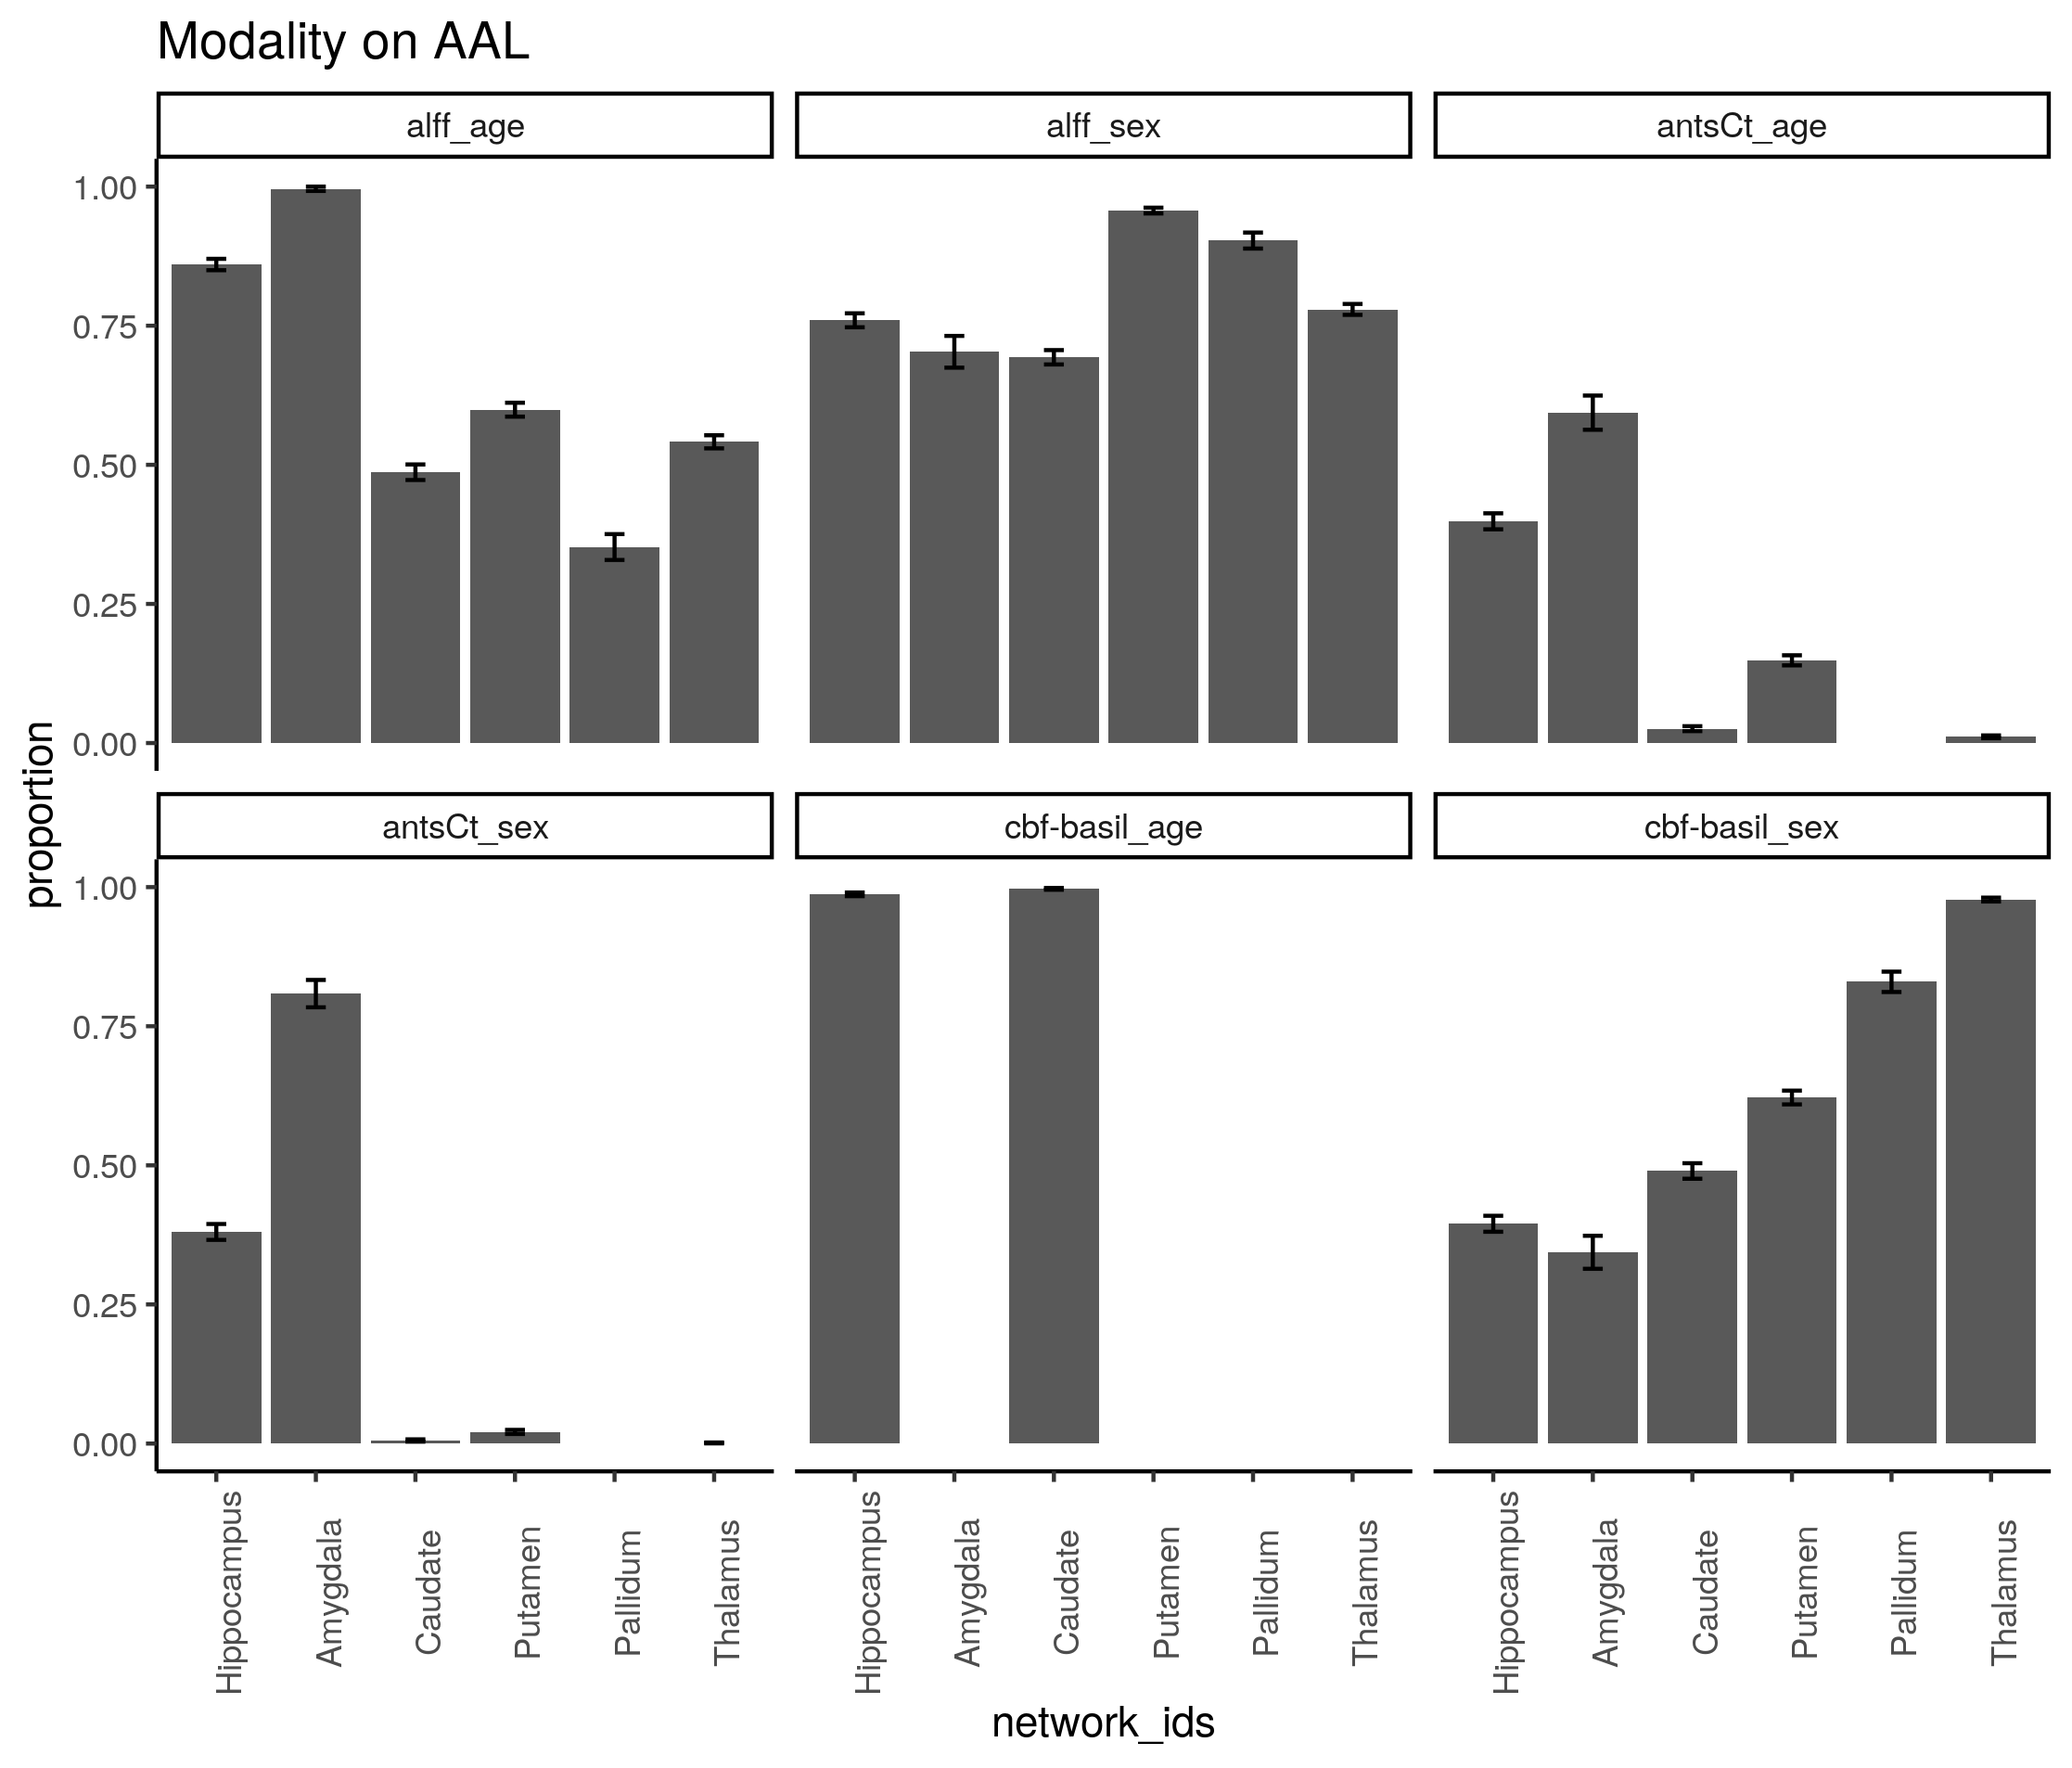 Modality on AAL
alff_age
alff_sex
antsCt_age
1.00
0.75
0.50
0.25
0.00
proportion
antsCt_sex
cbf-basil_age
cbf-basil_sex
1.00
0.75
0.50
0.25
0.00
Hippocampus
Amygdala
Caudate
Putamen
Pallidum
Thalamus
Hippocampus
Amygdala
Caudate
Putamen
Pallidum
Thalamus
Hippocampus
Amygdala
Caudate
Putamen
Pallidum
Thalamus
network_ids